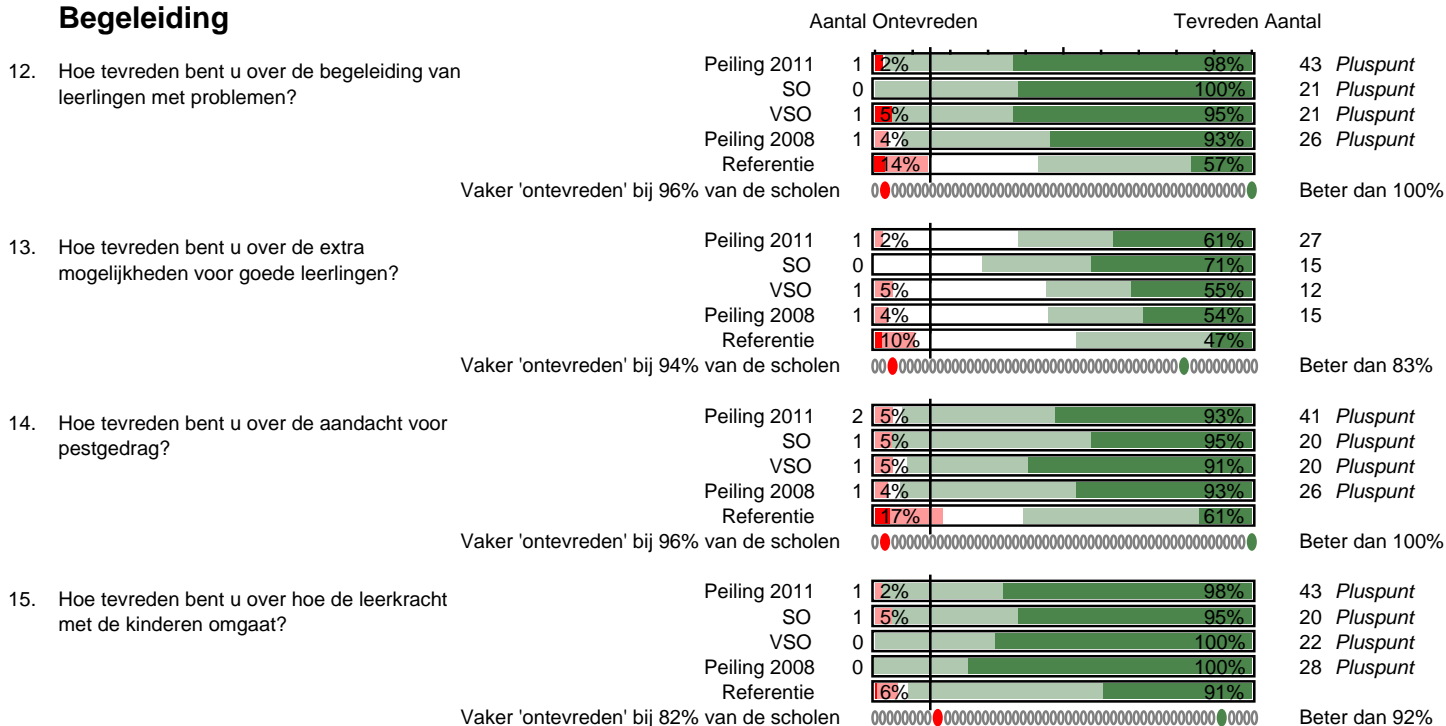 Begeleiding
Aantal Ontevreden Tevreden Aantal
12. Hoe tevreden bent u over de begeleiding van
leerlingen met problemen?
Peiling 2011 1 2% 98% 43 Pluspunt
SO 0 100% 21 Pluspunt
VSO 1 5% 95% 21 Pluspunt
Peiling 2008 1 4% 93% 26 Pluspunt
Referentie 14% 57%
Vaker 'ontevreden' bij 96% van de scholen Beter dan 100%
13. Hoe tevreden bent u over de extra
mogelijkheden voor goede leerlingen?
Peiling 2011 1 2% 61% 27
SO 0 71% 15
VSO 1 5% 55% 12
Peiling 2008 1 4% 54% 15
Referentie 10% 47%
Vaker 'ontevreden' bij 94% van de scholen Beter dan 83%
14. Hoe tevreden bent u over de aandacht voor
pestgedrag?
Peiling 2011 2 5% 93% 41 Pluspunt
SO 1 5% 95% 20 Pluspunt
VSO 1 5% 91% 20 Pluspunt
Peiling 2008 1 4% 93% 26 Pluspunt
Referentie 17% 61%
Vaker 'ontevreden' bij 96% van de scholen Beter dan 100%
15. Hoe tevreden bent u over hoe de leerkracht
met de kinderen omgaat?
Peiling 2011 1 2% 98% 43 Pluspunt
SO 1 5% 95% 20 Pluspunt
VSO 0 100% 22 Pluspunt
Peiling 2008 0 100% 28 Pluspunt
Referentie 6% 91%
Vaker 'ontevreden' bij 82% van de scholen Beter dan 92%